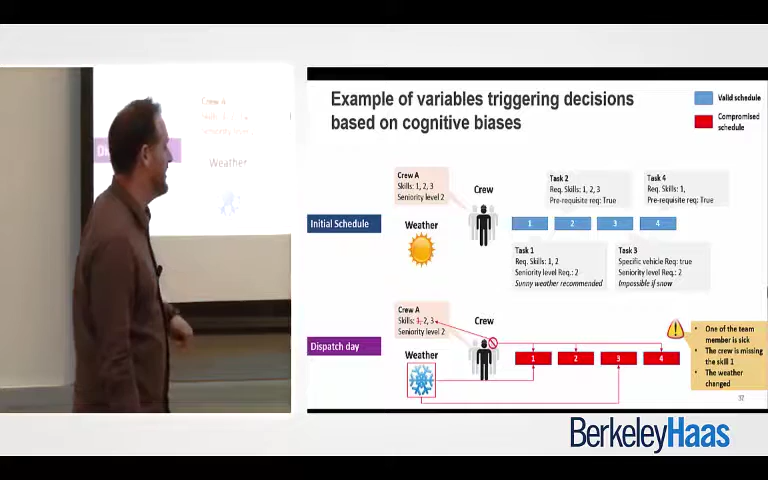 Crew A
Weather
Example of variables triggering decisions
based on cognitive biases
Valid schedule
Compromised
schedule
Crew A
Skills: 1, 2, 3
Seniority level 2
Crew
Task 2
Req. Skills: 1, 2, 3
Pre-requisite req: True
Task 4
Req. Skills: 1,
Pre-requisite req: True
Initial Schedule
Weather
1 2 3 4
Task 1
Req. Skills: 1, 2
Seniority level Req.: 2
Sunny weather recommended
Task 3
Specific vehicle Req: true
Seniority level Req.: 2
Impossible if snow
Crew A
Skills: 1, 2, 3
Seniority level 2
Crew
Dispatch day
Weather
1 2 3 4
• One of the team
member is sick
• The crew is missing
the skill 1
• The weather
changed
32
BerkeleyHaas